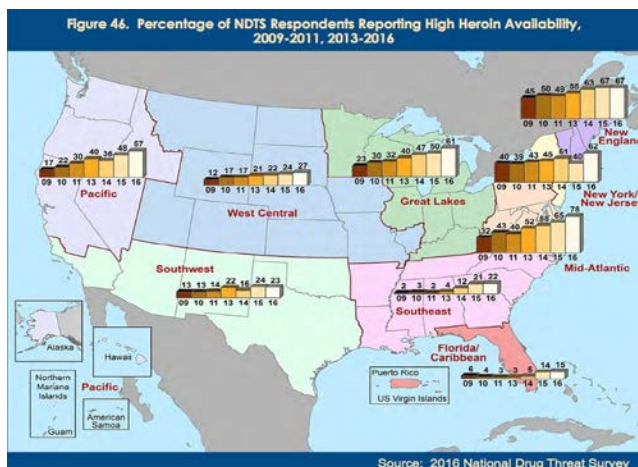 Figure 46. Percentage of NDTS Respondents Reporting High Heroin Availability,
2009-2011, 2013-2016
45 50 49 55 63 67 67
09 10 11 13 14 15 16
New
England
17 22 30 40 36 48 57
09 10 11 13 14 15 16
Pacific
12 17 17 21 22 24 27
09 10 11 13 14 15 16
West Central
23 30 32 40 47 50 61
09 10 11 13 14 15 16
Great Lakes
40 39 43 45 61 40 62
09 10 11 13 14 15 16
New York/
New Jersey
32 43 40 52 65 78
09 10 11 13 14 15 16
Mid-Atlantic
Southwest
13 13 14 22 16 24 23
09 10 11 13 14 15 16
2 3 2 4 12 21 22
09 10 11 13 14 15 16
Southeast
Florida/
Caribbean
6 4 3 3 5 14 15
09 10 11 13 14 15 16
Alaska
Hawaii
Northern
Mariana
Islands
Guam
Pacific
American
Samoa
Puerto Rico
US Virgin Islands
Source: 2016 National Drug Threat Survey